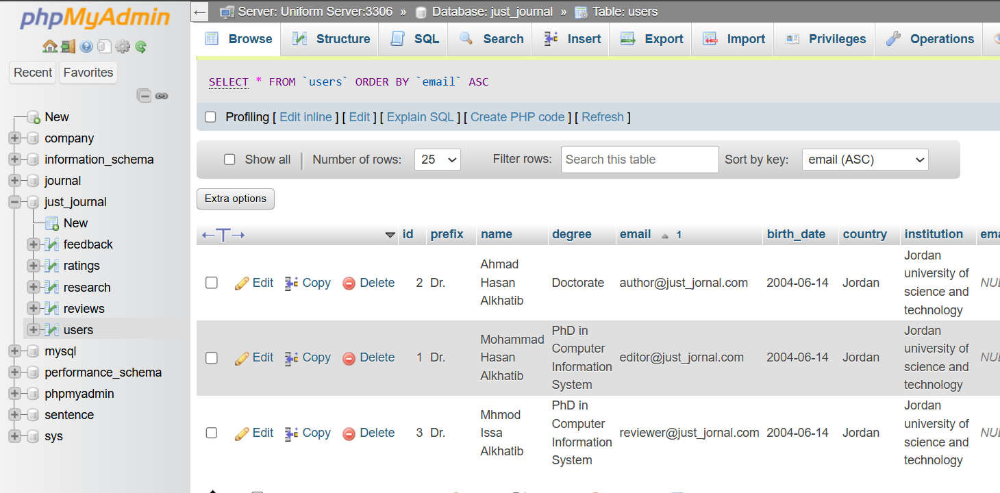 phpMyAdmin
Recent Favorites
New
company
information_schema
journal
just_journal
New
feedback
ratings
research
reviews
users
mysql
performance_schema
phpmyadmin
sentence
sys
Server: Uniform Server:3306 » Database: just_journal » Table: users
Browse Structure SQL Search Insert Export Import Privileges Operations
SELECT * FROM `users` ORDER BY `email` ASC
Profiling [ Edit inline ] [ Edit ] [ Explain SQL ] [ Create PHP code ] [ Refresh ]
Show all Number of rows: 25 Filter rows: Search this table Sort by key: email (ASC)
Extra options
id prefix name degree email 1 birth_date country institution ema
Edit Copy Delete 2 Dr.
Ahmad
Hasan
Alkhatib
Doctorate author@just_jornal.com 2004-06-14 Jordan
Jordan
university of
science and
technology
NU
Edit Copy Delete 1 Dr.
Mohammad
Hasan
Alkhatib
PhD in
Computer
Information
System
editor@just_jornal.com 2004-06-14 Jordan
Jordan
university of
science and
technology
NU
Edit Copy Delete 3 Dr.
Mhmod
Issa
Alkhatib
PhD in
Computer
Information
System
reviewer@just_jornal.com 2004-06-14 Jordan
Jordan
university of
science and
technology
NU